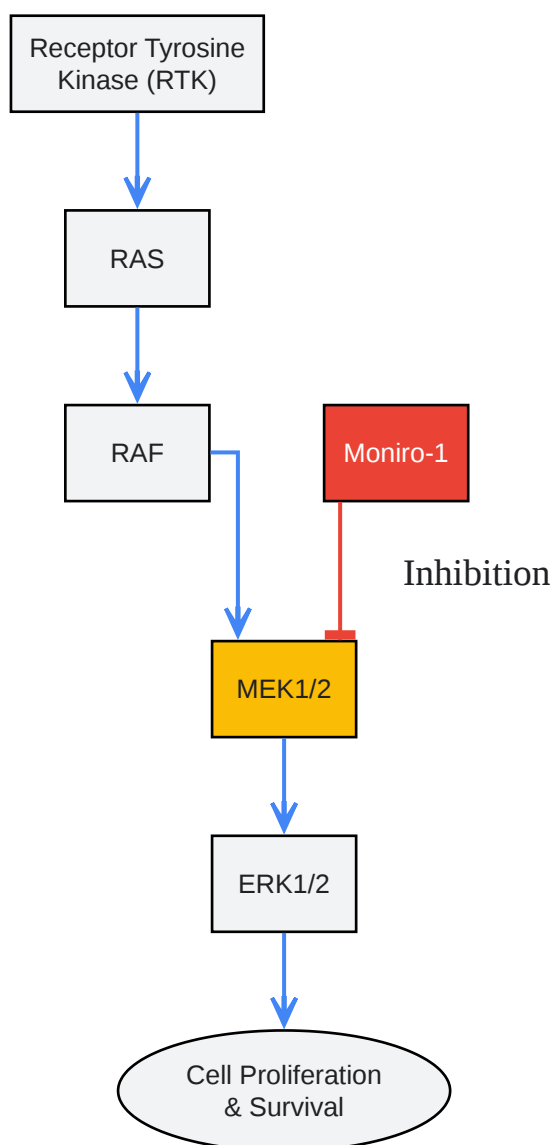 Receptor Tyrosine
Kinase (RTK)
RAS
RAF
Moniro-1
Inhibition
MEK1/2
ERK1/2
Cell Proliferation
& Survival